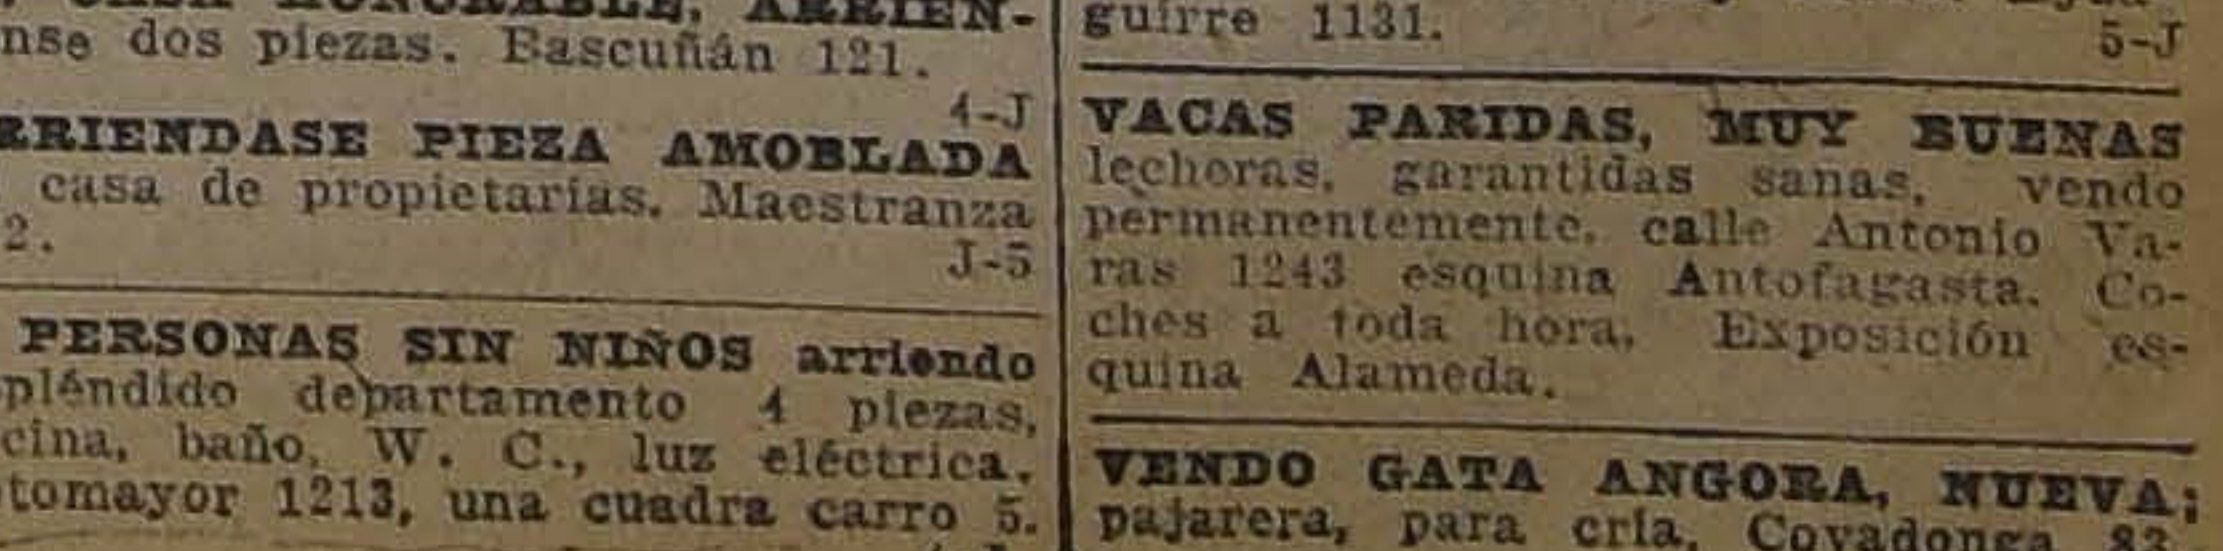 CASA HONORABLE, ARRIEN-
nse dos piezas. Bascuñán 121.
4-J
RRIENDASE PIEZA AMOBLADA
casa de propietarias. Maestranza
2.
J-5
PERSONAS SIN NIÑOS arriendo
pléndido departamento 4 piezas,
cina, baño, W. C., luz eléctrica.
tomayor 1213, una cuadra carro 5.
guirre 1131.
5-J
VACAS PARIDAS, MUY BUENAS
lecheras, garantidas sanas, vendo
permanentemente, calle Antonio Va-
ras 1243 esquina Antofagasta. Co-
ches a toda hora, Exposición es-
quina Alameda.
VENDO GATA ANGORA, NUEVA;
pajarera, para cría, Covadonga 83